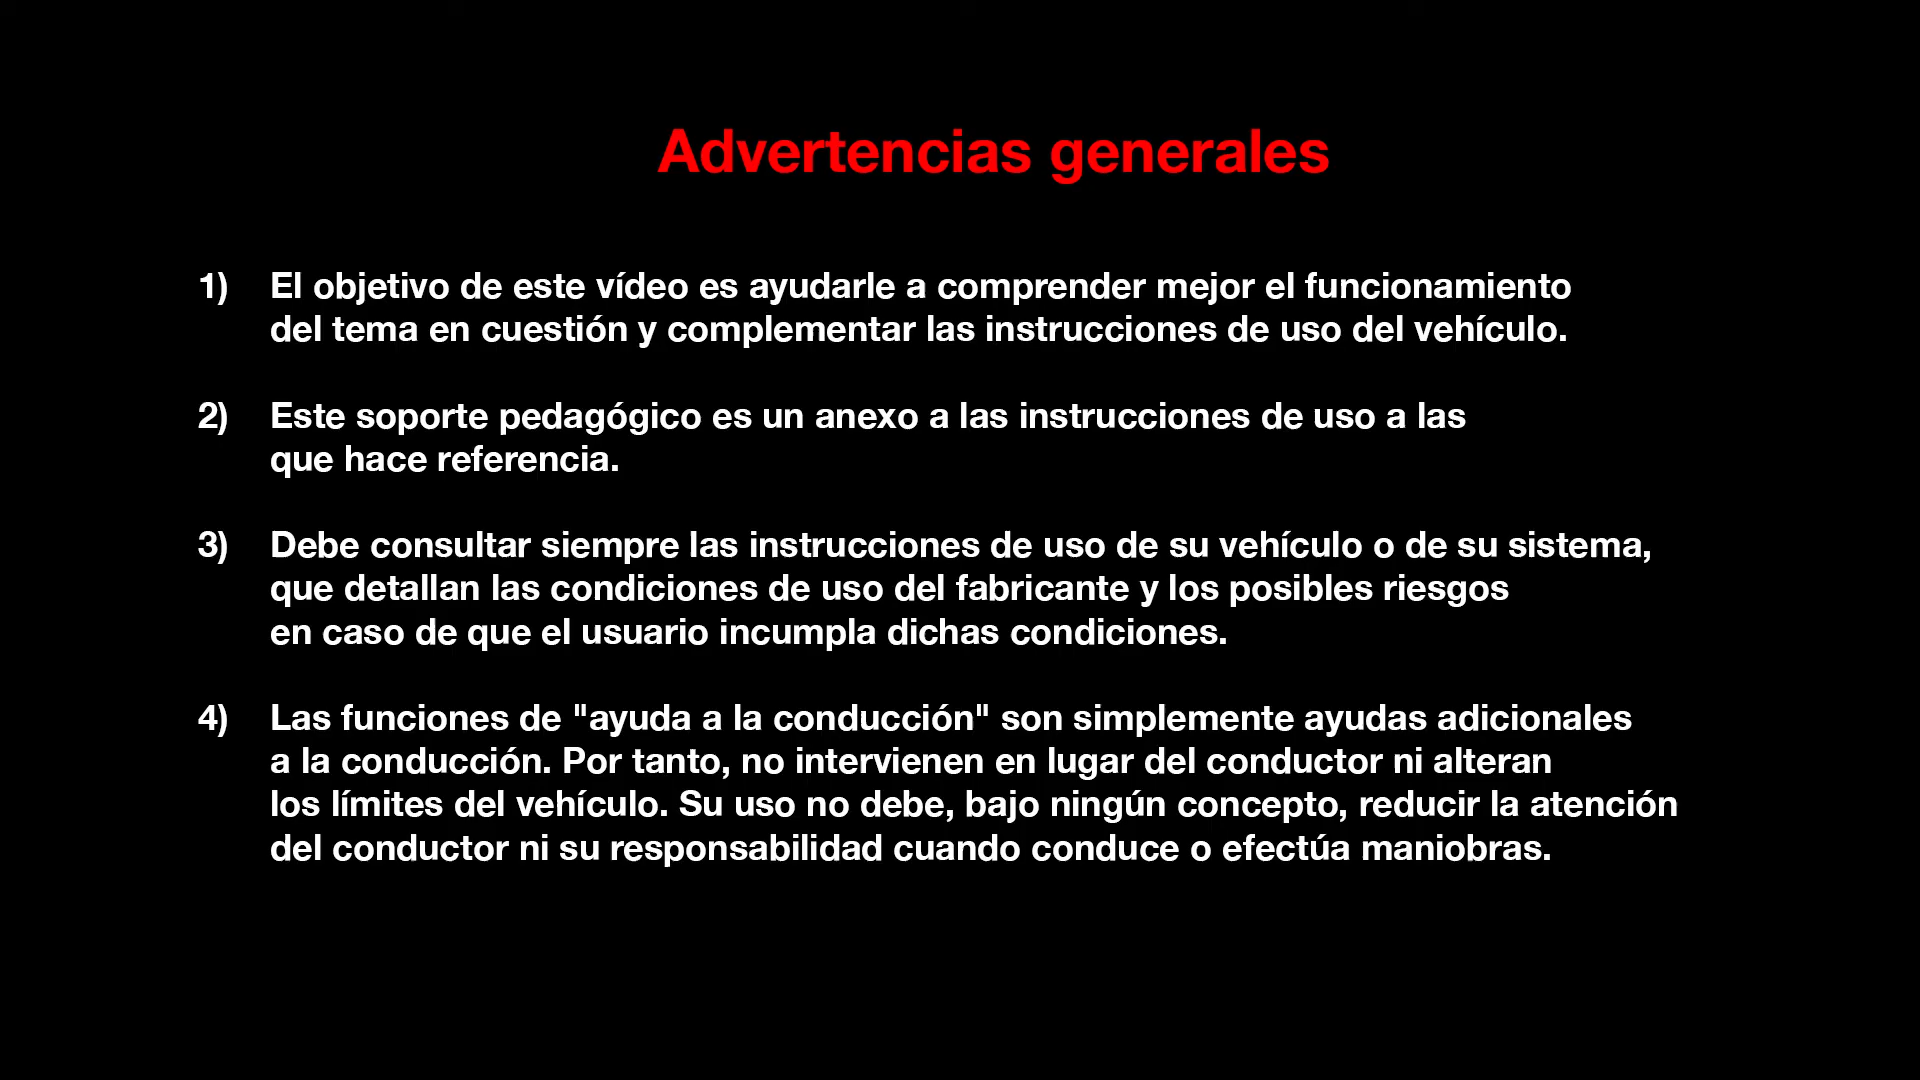 Advertencias generales
1) El objetivo de este vídeo es ayudarle a comprender mejor el funcionamiento
del tema en cuestión y complementar las instrucciones de uso del vehículo.
2) Este soporte pedagógico es un anexo a las instrucciones de uso a las
que hace referencia.
3) Debe consultar siempre las instrucciones de uso de su vehículo o de su sistema,
que detallan las condiciones de uso del fabricante y los posibles riesgos
en caso de que el usuario incumpla dichas condiciones.
4) Las funciones de "ayuda a la conducción" son simplemente ayudas adicionales
a la conducción. Por tanto, no intervienen en lugar del conductor ni alteran
los límites del vehículo. Su uso no debe, bajo ningún concepto, reducir la atención
del conductor ni su responsabilidad cuando conduce o efectúa maniobras.